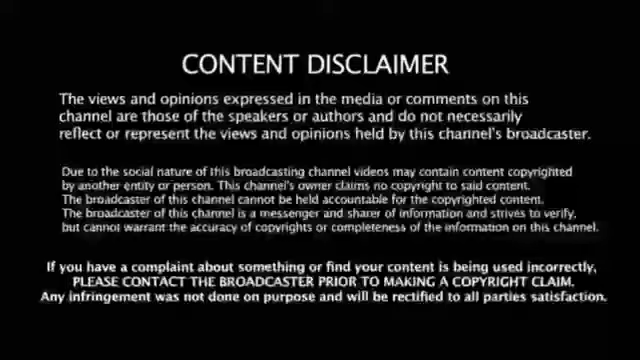 CONTENT DISCLAIMER
The views and opinions expressed in the media or comments on this
channel are those of the speakers or authors and do not necessarily
reflect or represent the views and opinions held by this channel's broadcaster.
Due to the social nature of this broadcasting channel videos may contain content copyrighted
by another entity or person. This channel's owner claims no copyright to said content.
The broadcaster of this channel cannot be held accountable for the copyrighted content.
The broadcaster of this channel is a messenger and sharer of information and strives to verify,
but cannot warrant the accuracy of copyrights or completeness of the information on this channel.
If you have a complaint about something or find your content is being used incorrectly,
PLEASE CONTACT THE BROADCASTER PRIOR TO MAKING A COPYRIGHT CLAIM.
Any infringement was not done on purpose and will be rectified to all parties satisfaction.